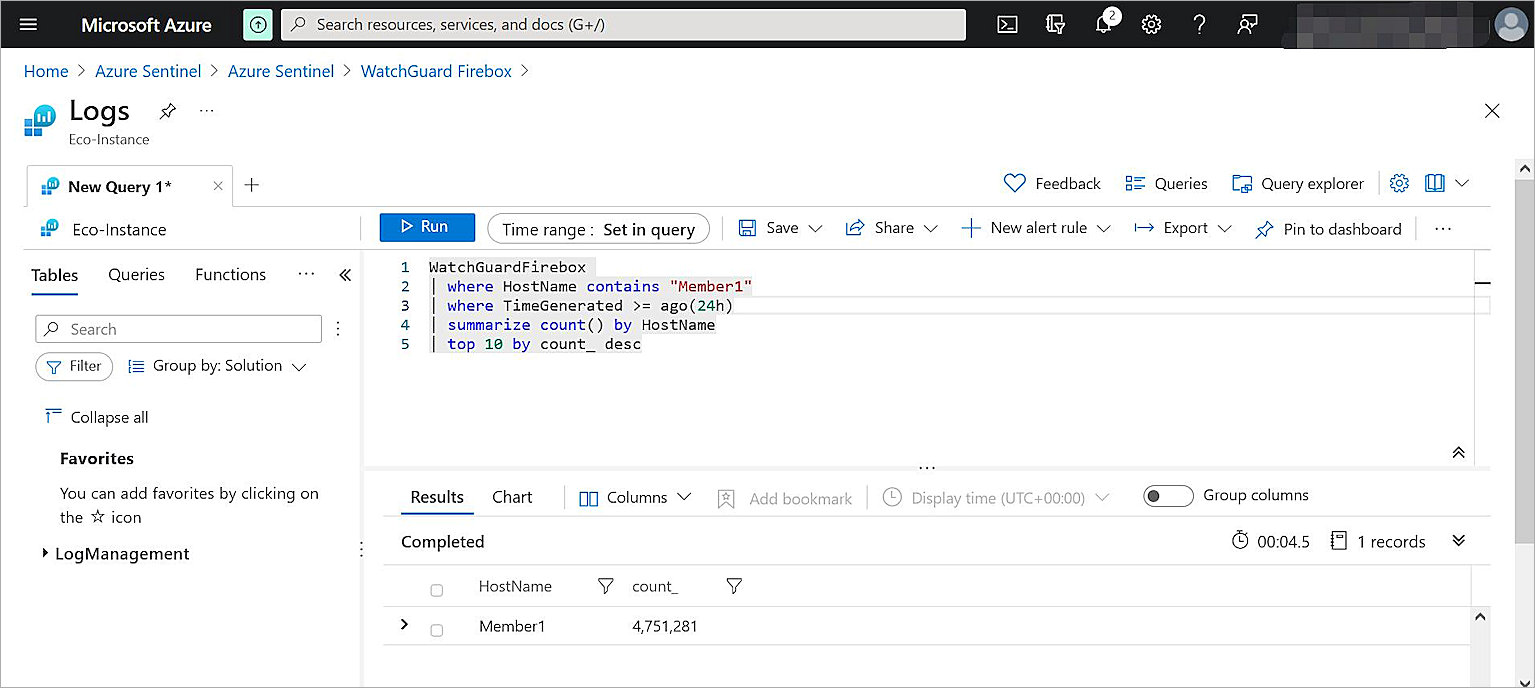 Microsoft Azure
Search resources, services, and docs (G+/)
2
Home > Azure Sentinel > Azure Sentinel > WatchGuard Firebox >
Logs
Eco-Instance
New Query 1*
Feedback
Queries
Query explorer
Eco-Instance
Run
Time range : Set in query
Save
Share
New alert rule
Export
Pin to dashboard
Tables
Queries
Functions
Search
Filter
Group by: Solution
Collapse all
Favorites
You can add favorites by clicking on
the ☆ icon
LogManagement
1 WatchGuardFirebox
2 | where HostName contains "Member1"
3 | where TimeGenerated >= ago(24h)
4 | summarize count() by HostName
5 | top 10 by count_ desc
Results
Chart
Columns
Add bookmark
Display time (UTC+00:00)
Group columns
Completed
00:04.5
1 records
HostName count_
Member1 4,751,281